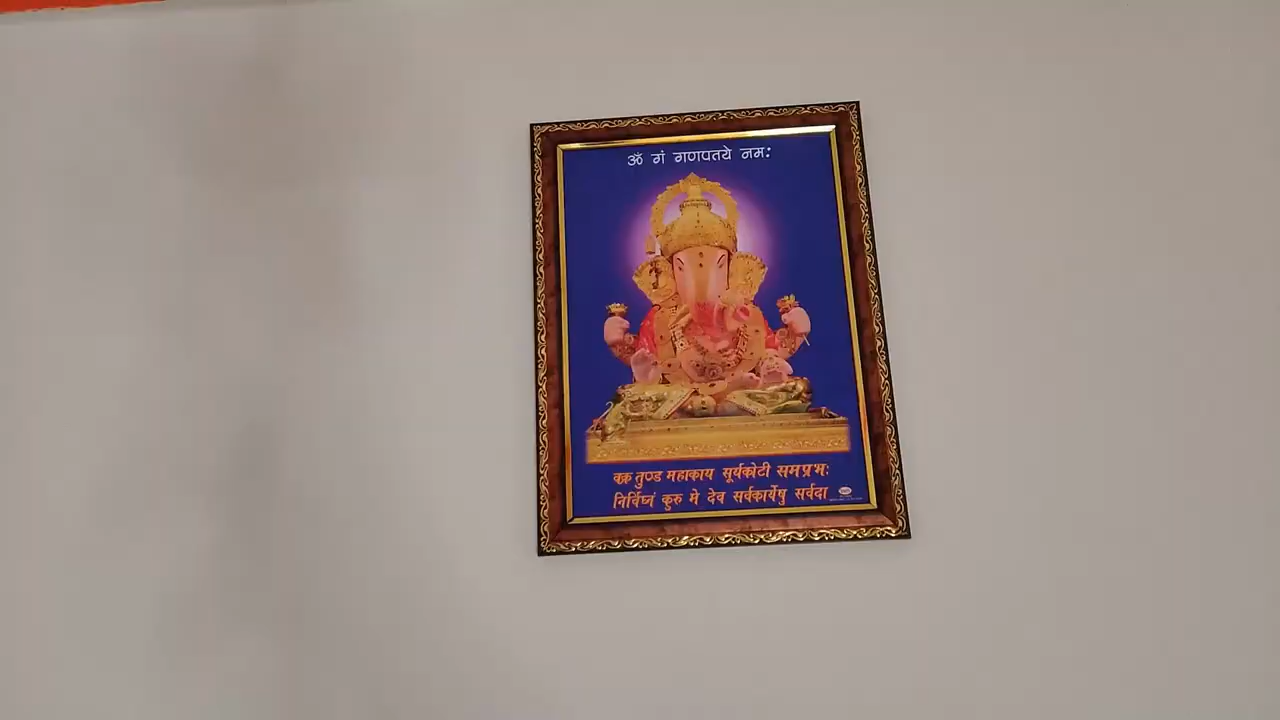 ॐ गं गणपतये नमः
वक्र तुण्ड महाकाय सूर्यकोटी समप्रभः
निर्विघ्नं कुरु मे देव सर्वकार्येषु सर्वदा